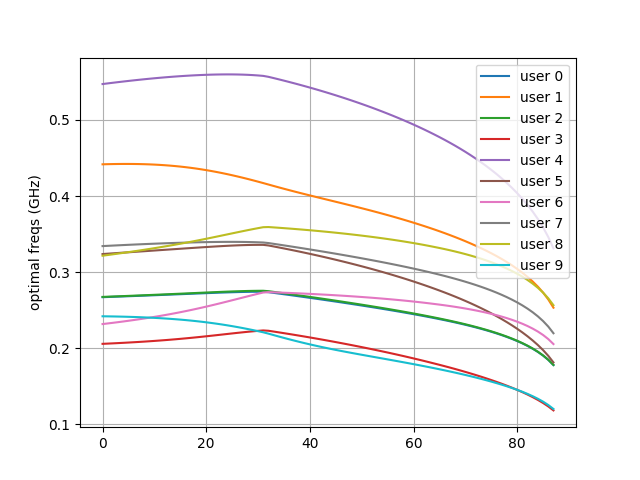 optimal freqs (GHz)
0.5
0.4
0.3
0.2
0.1
0 20 40 60 80
user 0
user 1
user 2
user 3
user 4
user 5
user 6
user 7
user 8
user 9